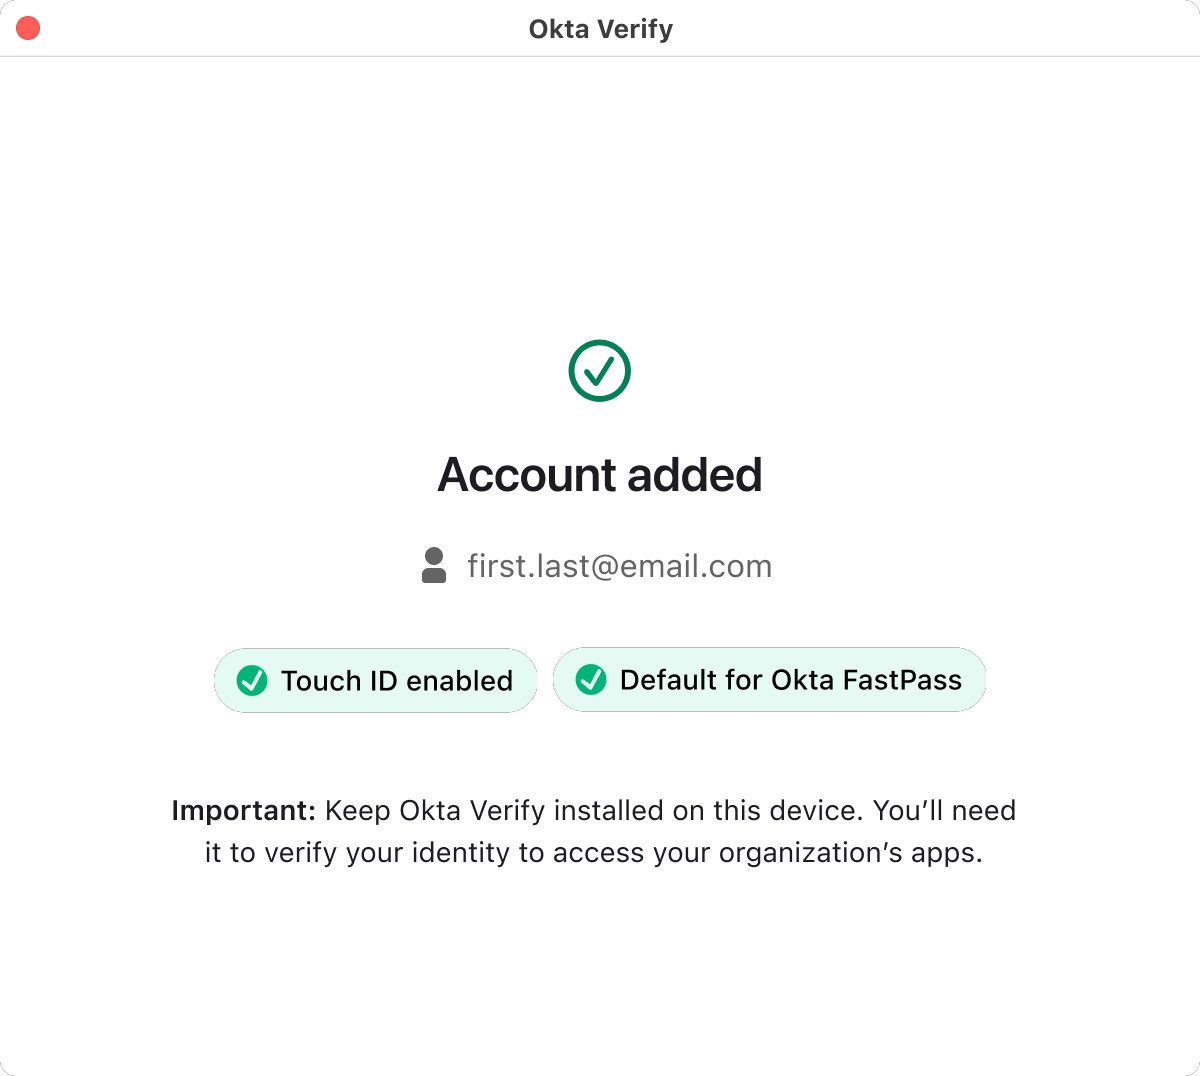 Okta Verify
Account added
first.last@email.com
Touch ID enabled
Default for Okta FastPass
Important: Keep Okta Verify installed on this device. You’ll need
it to verify your identity to access your organization’s apps.